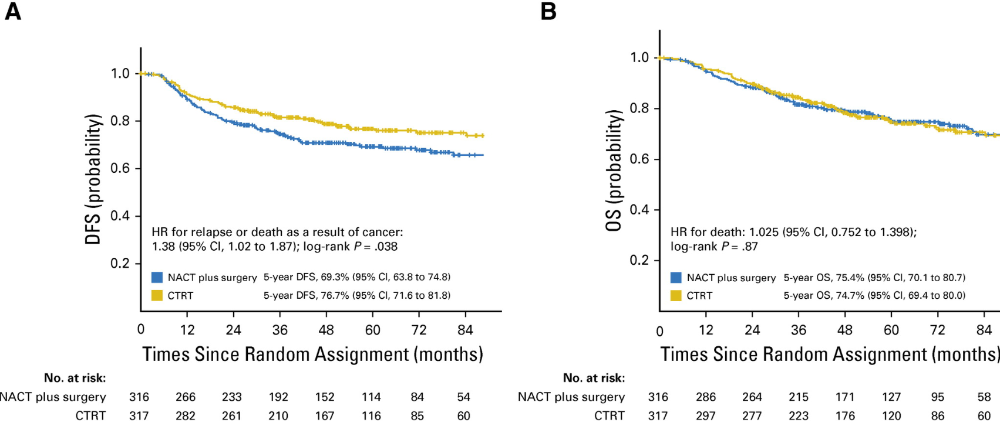 A
1.0
0.8
0.6
0.4
0.2
DFS (probability)
HR for relapse or death as a result of cancer:
1.38 (95% CI, 1.02 to 1.87); log-rank P = .038
NACT plus surgery 5-year DFS, 69.3% (95% CI, 63.8 to 74.8)
CTRT 5-year DFS, 76.7% (95% CI, 71.6 to 81.8)
0 12 24 36 48 60 72 84
Times Since Random Assignment (months)
No. at risk:
NACT plus surgery 316 266 233 192 152 114 84 54
CTRT 317 282 261 210 167 116 85 60
B
1.0
0.8
0.6
0.4
0.2
OS (probability)
HR for death: 1.025 (95% CI, 0.752 to 1.398);
log-rank P = .87
NACT plus surgery 5-year OS, 75.4% (95% CI, 70.1 to 80.7)
CTRT 5-year OS, 74.7% (95% CI, 69.4 to 80.0)
0 12 24 36 48 60 72 84
Times Since Random Assignment (months)
No. at risk:
NACT plus surgery 316 286 264 215 171 127 95 58
CTRT 317 297 277 223 176 120 86 60